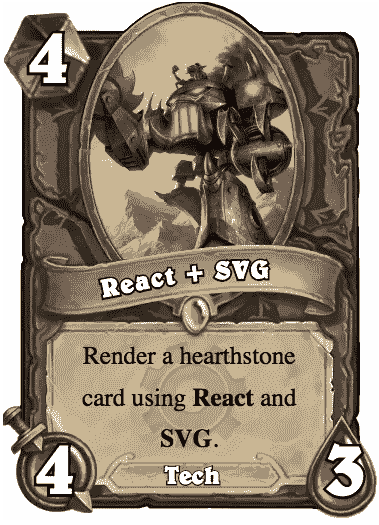 4
React + SVG
Render a hearthstone
card using React and
SVG.
4
Tech
3